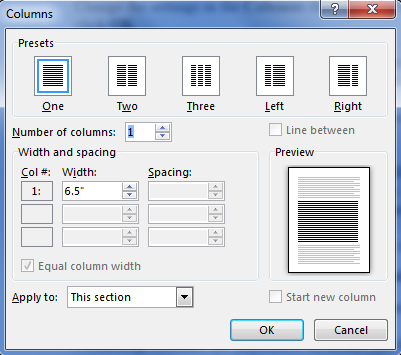 Columns
?
Presets
One Two Three Left Right
Number of columns: 1
Line between
Width and spacing
Preview
Col #: Width: Spacing:
1: 6.5"
Equal column width
Apply to: This section
Start new column
OK Cancel